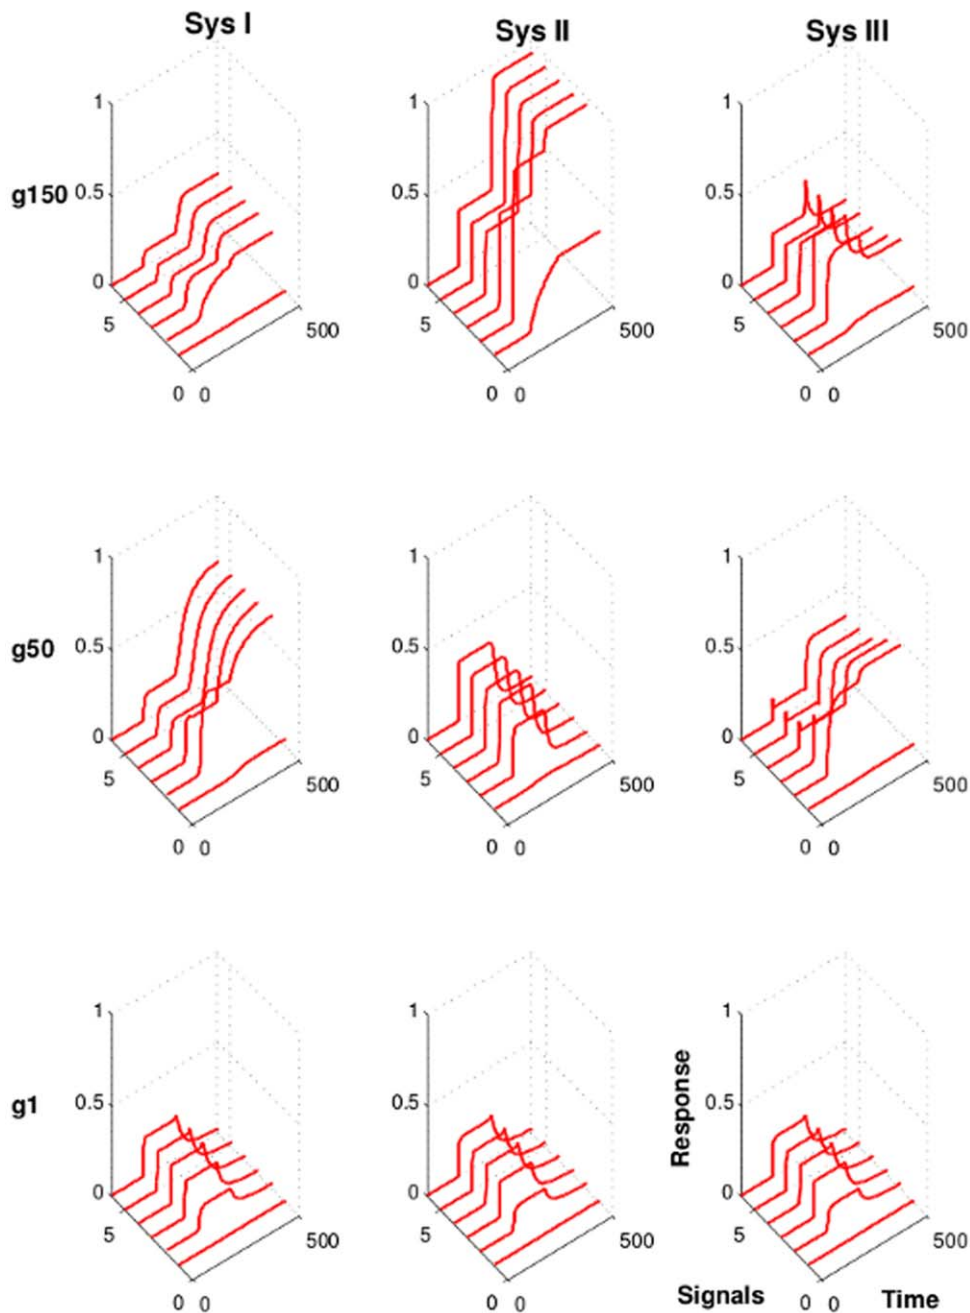 Sys I Sys II Sys III
1 1 1
g150 0.5 0.5 0.5
0 0 0
5 500 5 500 5 500
0 0 0 0 0 0
1 1 1
g50 0.5 0.5 0.5
0 0 0
5 500 5 500 5 500
0 0 0 0 0 0
1 1 1
g1 0.5 0.5 Response 0.5
0 0 0
5 500 5 500 5 500
0 0 0 0 Signals 0 0 Time